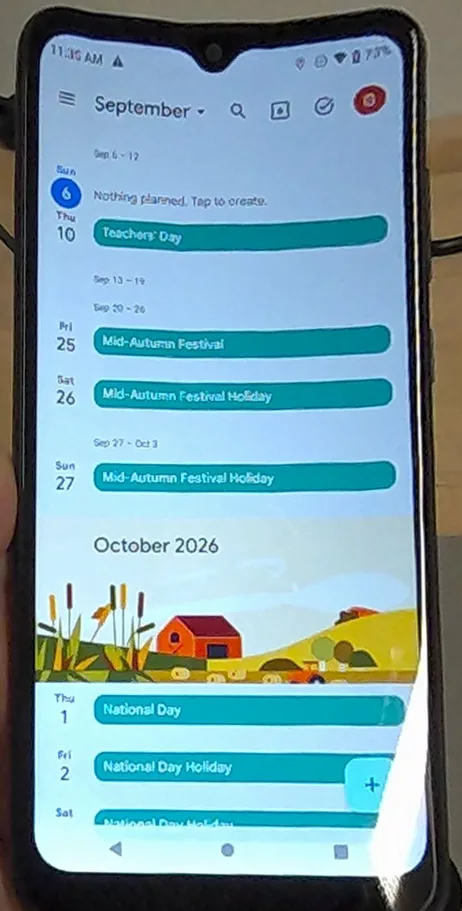 11:36 AM
73%
September
Sep 6 – 12
Sun
6
Nothing planned. Tap to create.
Thu
10
Teachers' Day
Sep 13 – 19
Sep 20 – 26
Fri
25
Mid-Autumn Festival
Sat
26
Mid-Autumn Festival Holiday
Sep 27 – Oct 3
Sun
27
Mid-Autumn Festival Holiday
October 2026
Thu
1
National Day
Fri
2
National Day Holiday
Sat
National Day Holiday